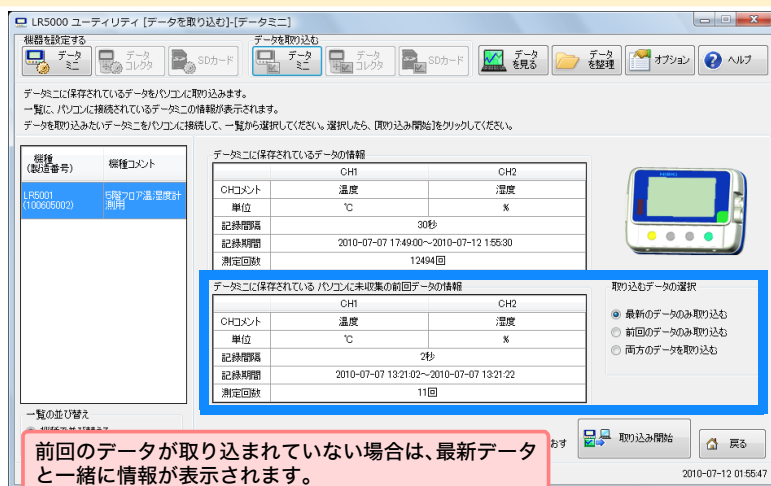 LR5000 ユーティリティ [データを取り込む]-[データミニ]
機器を設定する
データを取り込む
データ
ミニ
データ
コレクタ
SDカード
データ
ミニ
データ
コレクタ
SDカード
データ
を見る
データ
を整理
オプション
ヘルプ
データミニに保存されているデータをパソコンに取り込みます。
一覧に、パソコンに接続されているデータミニの情報が表示されます。
データを取り込みたいデータミニをパソコンに接続して、一覧から選択してください。選択したら、[取り込み開始]をクリックしてください。
機種
(製造番号)
機種コメント
LR5001
(100605002)
5階フロア温湿度計
測用
データミニに保存されているデータの情報
CH1 CH2
CHコメント 温度 湿度
単位 ℃ %
記録間隔 30秒
記録期間 2010-07-07 17:49:00～2010-07-12 1:55:30
測定回数 12494回
HIOKI
データミニに保存されている パソコンに未収集の前回データの情報
CH1 CH2
CHコメント 温度 湿度
単位 ℃ %
記録間隔 2秒
記録期間 2010-07-07 13:21:02～2010-07-07 13:21:22
測定回数 11回
取り込むデータの選択
最新のデータのみ取り込む
前回のデータのみ取り込む
両方のデータを取り込む
一覧の並び替え
おす
取り込み開始
戻る
前回のデータが取り込まれていない場合は、最新データ
と一緒に情報が表示されます。
2010-07-12 01:55:47